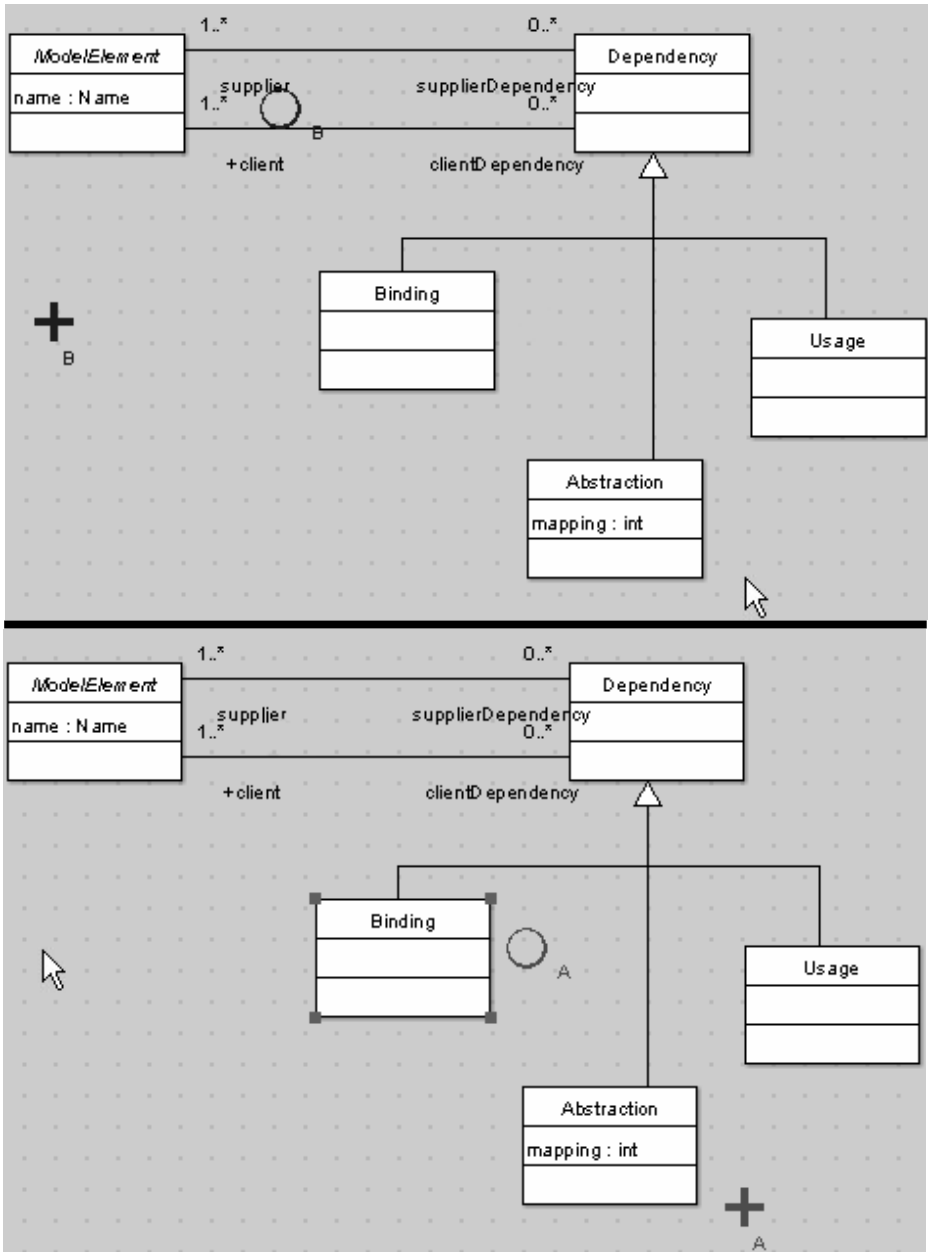 1..*
0..*
ModelElement
Dependency
name : Name
supplier
supplierDependency
1..*
0..*
B
+client
clientDependency
Binding
B
Usage
Abstraction
mapping : int
1..*
0..*
ModelElement
Dependency
name : Name
supplier
supplierDependency
1..*
0..*
+client
clientDependency
Binding
A
Usage
Abstraction
mapping : int
A